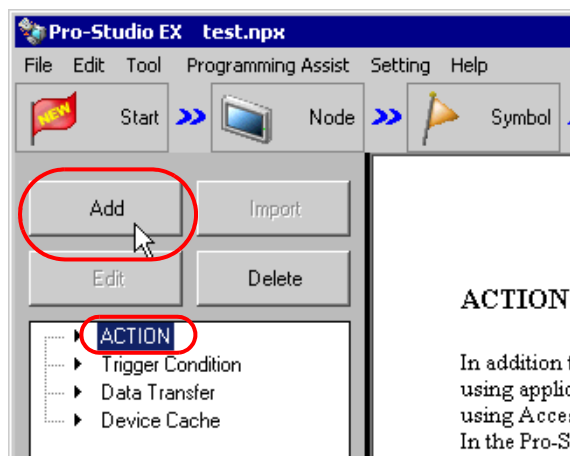 Pro-Studio EX test.npx
File Edit Tool Programming Assist Setting Help
NEW Start Node Symbol
Add Import
Edit Delete
ACTION
Trigger Condition
Data Transfer
Device Cache
ACTION
In addition
using applic
using Acces
In the Pro-S